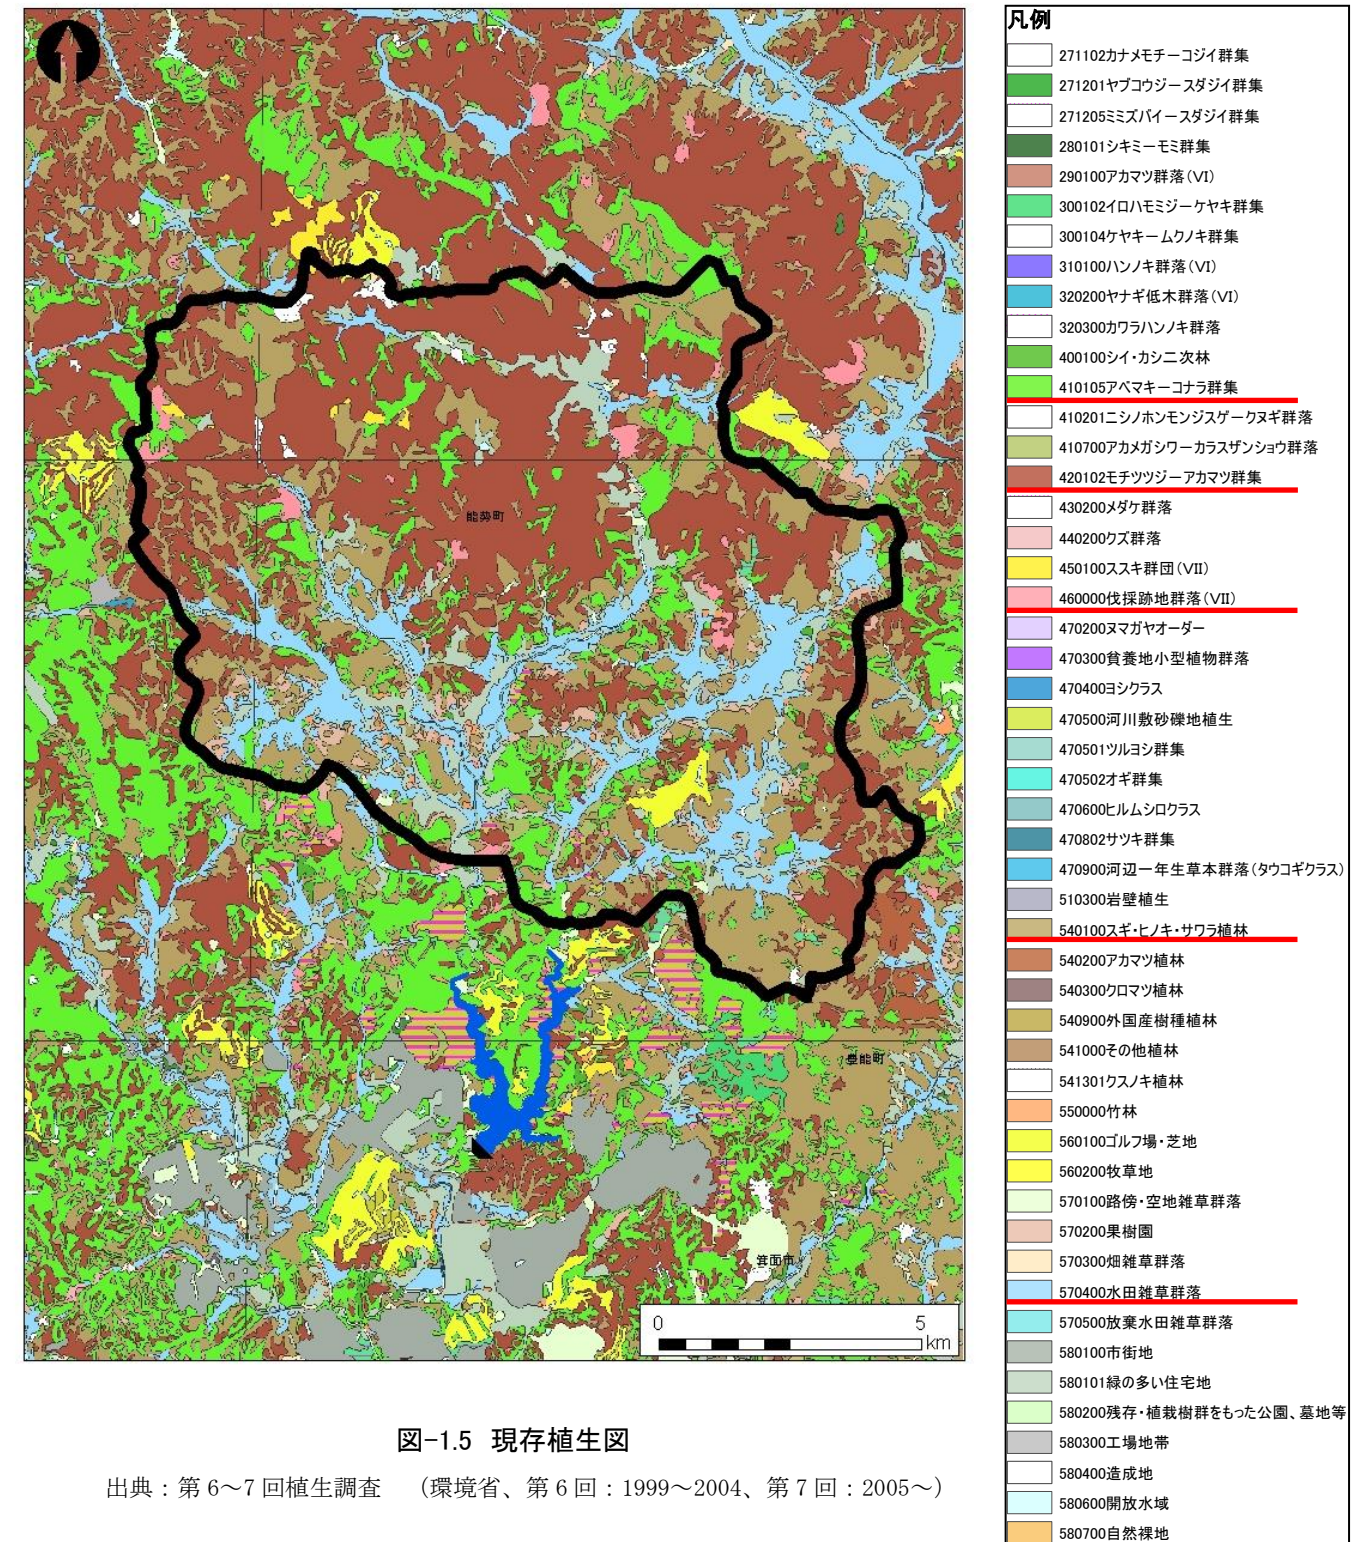 能勢町
豊能町
箕面市
0 5
km
凡例
271102カナメモチーコジイ群集
271201ヤブコウジースダジイ群集
271205ミミズバイースダジイ群集
280101シキミーモミ群集
290100アカマツ群落(VI)
300102イロハモミジーケヤキ群集
300104ケヤキームクノキ群集
310100ハンノキ群落(VI)
320200ヤナギ低木群落(VI)
320300カワラハンノキ群落
400100シイ・カシ二次林
410105アベマキーコナラ群集
410201ニシノホンモンジスゲークヌギ群落
410700アカメガシワーカラスザンショウ群落
420102モチツツジーアカマツ群集
430200メダケ群落
440200クズ群落
450100ススキ群団(VII)
460000伐採跡地群落(VII)
470200ヌマガヤオーダー
470300貧養地小型植物群落
470400ヨシクラス
470500河川敷砂礫地植生
470501ツルヨシ群集
470502オギ群集
470600ヒルムシロクラス
470802サツキ群集
470900河辺一年生草本群落(タウコギクラス)
510300岩壁植生
540100スギ・ヒノキ・サワラ植林
540200アカマツ植林
540300クロマツ植林
540900外国産樹種植林
541000その他植林
541301クスノキ植林
550000竹林
560100ゴルフ場・芝地
560200牧草地
570100路傍・空地雑草群落
570200果樹園
570300畑雑草群落
570400水田雑草群落
570500放棄水田雑草群落
580100市街地
580101緑の多い住宅地
580200残存・植栽樹群をもった公園、墓地等
580300工場地帯
580400造成地
580600開放水域
580700自然裸地
図-1.5 現存植生図
出典：第6～7回植生調査 （環境省、第6回：1999～2004、第7回：2005～）